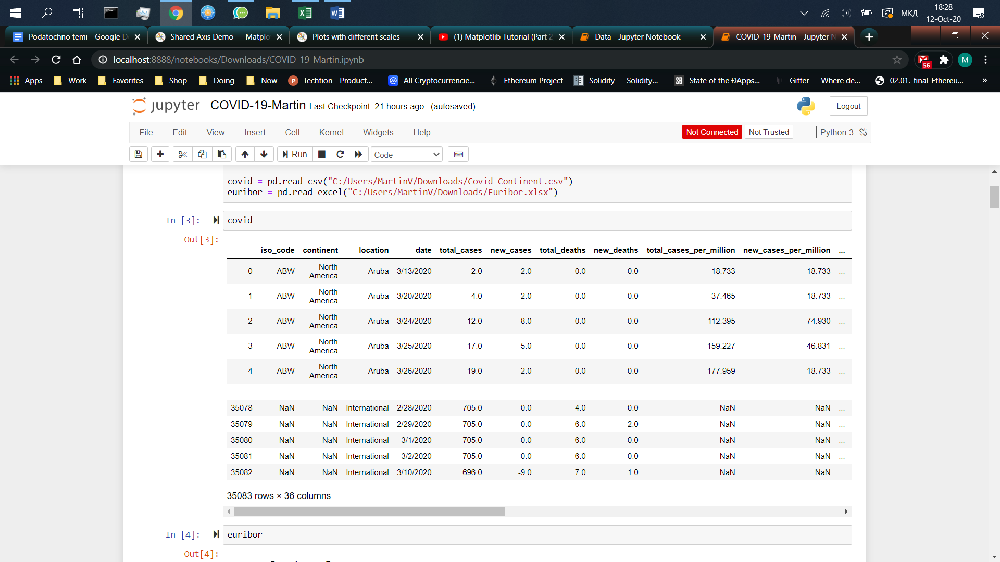 МКД
18:28
12-Oct-20
Podatochno temi - Google D
Shared Axis Demo — Matplo
Plots with different scales —
(1) Matplotlib Tutorial (Part 2
Data - Jupyter Notebook
COVID-19-Martin - Jupyter N
localhost:8888/notebooks/Downloads/COVID-19-Martin.ipynb
56
M
Apps Work Favorites Shop Doing Now Techtion - Product... All Cryptocurrencie... Ethereum Project Solidity — Solidity... State of the ĐApps... Gitter — Where de... 02.01._final_Ethereu... »
jupyter COVID-19-Martin Last Checkpoint: 21 hours ago (autosaved)
Logout
File Edit View Insert Cell Kernel Widgets Help
Not Connected Not Trusted Python 3
Run Code
covid = pd.read_csv("C:/Users/MartinV/Downloads/Covid Continent.csv")
euribor = pd.read_excel("C:/Users/MartinV/Downloads/Euribor.xlsx")
In [3]: covid
Out[3]:
iso_code continent location date total_cases new_cases total_deaths new_deaths total_cases_per_million new_cases_per_million ...
0 ABW North America Aruba 3/13/2020 2.0 2.0 0.0 0.0 18.733 18.733 ...
1 ABW North America Aruba 3/20/2020 4.0 2.0 0.0 0.0 37.465 18.733 ...
2 ABW North America Aruba 3/24/2020 12.0 8.0 0.0 0.0 112.395 74.930 ...
3 ABW North America Aruba 3/25/2020 17.0 5.0 0.0 0.0 159.227 46.831 ...
4 ABW North America Aruba 3/26/2020 19.0 2.0 0.0 0.0 177.959 18.733 ...
... ... ... ... ... ... ... ... ... ... ... ...
35078 NaN NaN International 2/28/2020 705.0 0.0 4.0 0.0 NaN NaN ...
35079 NaN NaN International 2/29/2020 705.0 0.0 6.0 2.0 NaN NaN ...
35080 NaN NaN International 3/1/2020 705.0 0.0 6.0 0.0 NaN NaN ...
35081 NaN NaN International 3/2/2020 705.0 0.0 6.0 0.0 NaN NaN ...
35082 NaN NaN International 3/10/2020 696.0 -9.0 7.0 1.0 NaN NaN ...
35083 rows × 36 columns
In [4]: euribor
Out[4]: